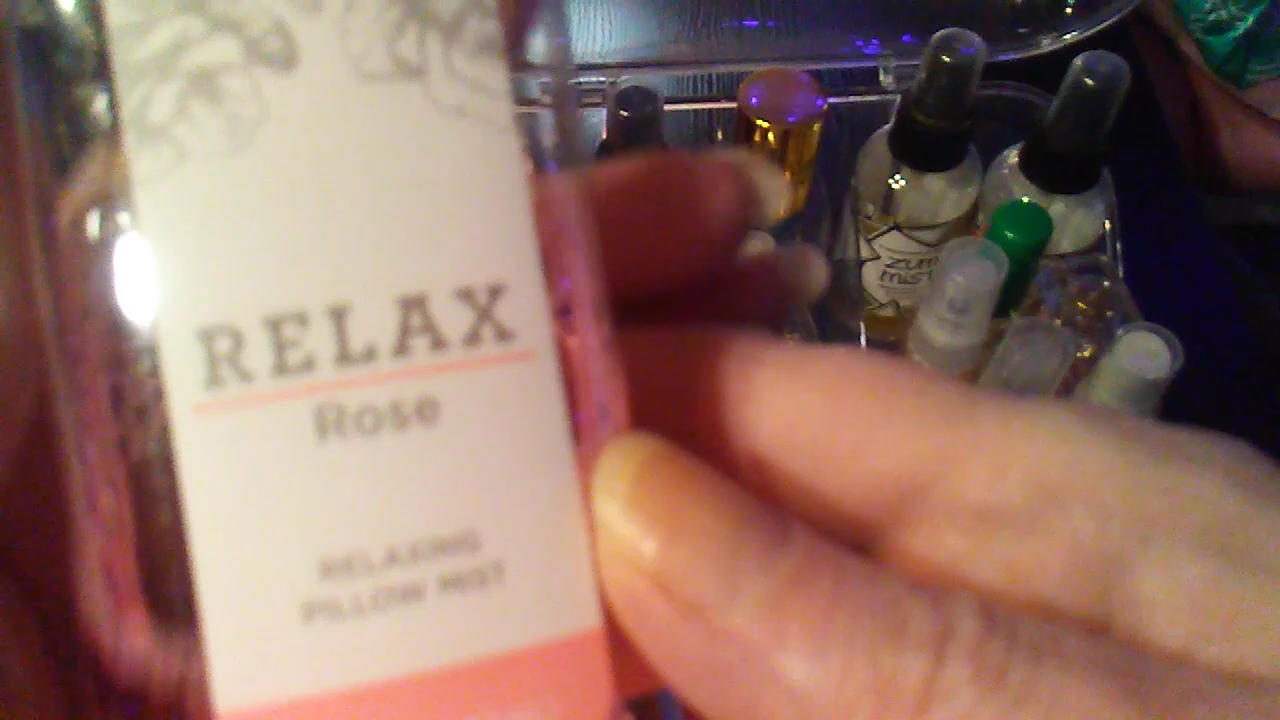 RELAX
Rose
RELAXING
PILLOW MIST
zum
mist